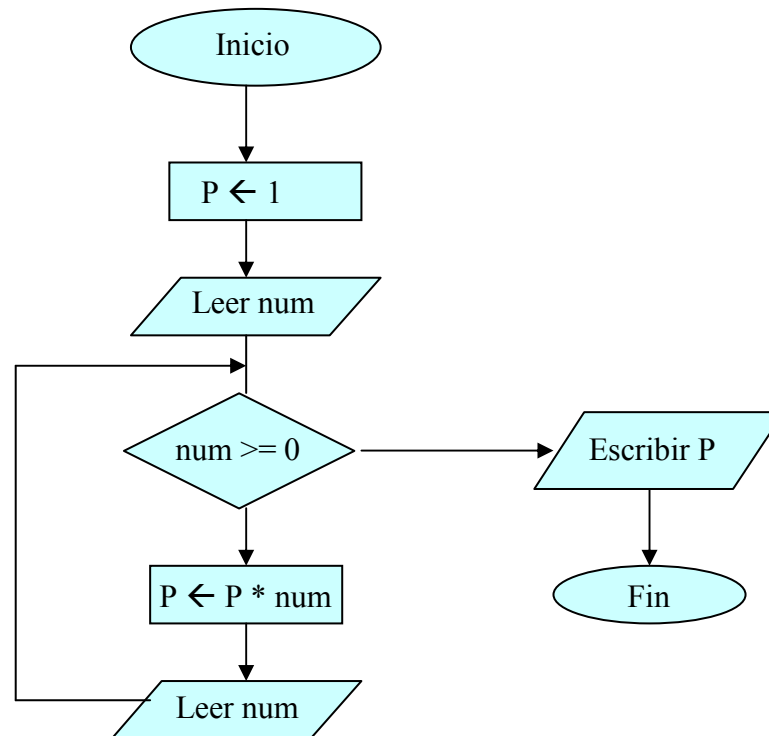 Inicio
P ← 1
Leer num
num >= 0
Escribir P
P ← P * num
Fin
Leer num